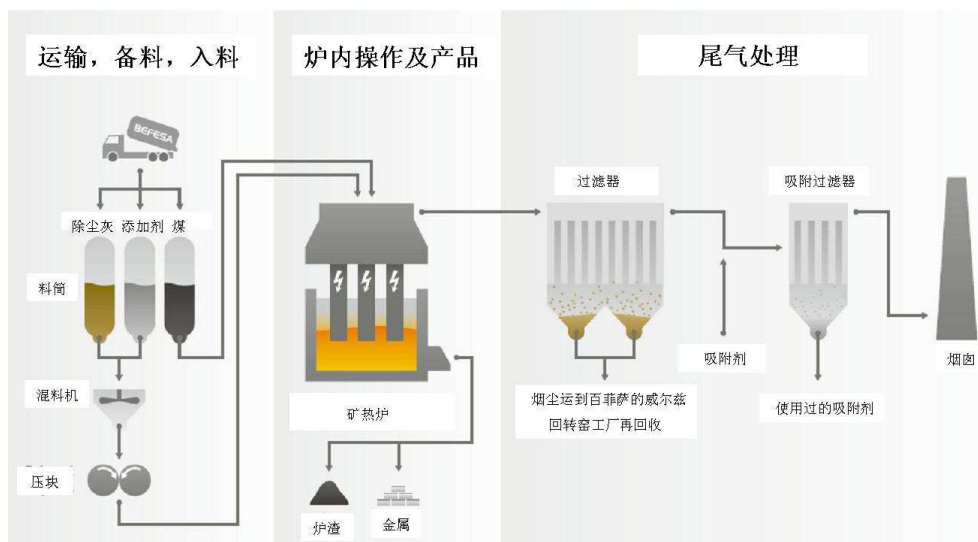 运输，备料，入料
炉内操作及产品
尾气处理
BEFESA
除尘灰 添加剂 煤
料筒
混料机
压块
矿热炉
炉渣
金属
过滤器
吸附过滤器
吸附剂
烟囱
烟尘运到百菲萨的威尔兹
回转窑工厂再回收
使用过的吸附剂